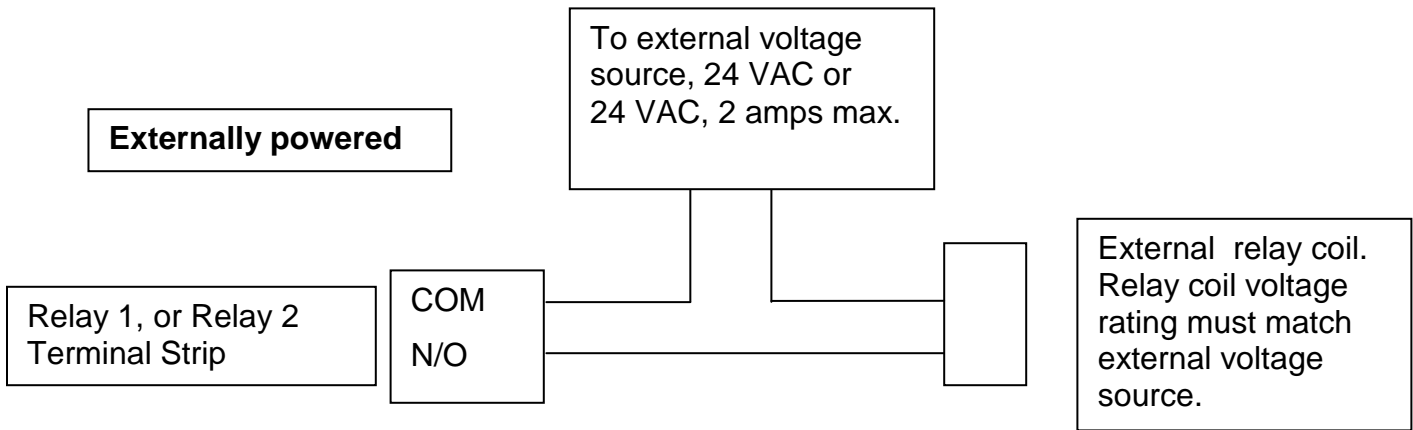 To external voltage
source, 24 VAC or
24 VAC, 2 amps max.
Externally powered
Relay 1, or Relay 2
Terminal Strip
COM
N/O
External relay coil.
Relay coil voltage
rating must match
external voltage
source.